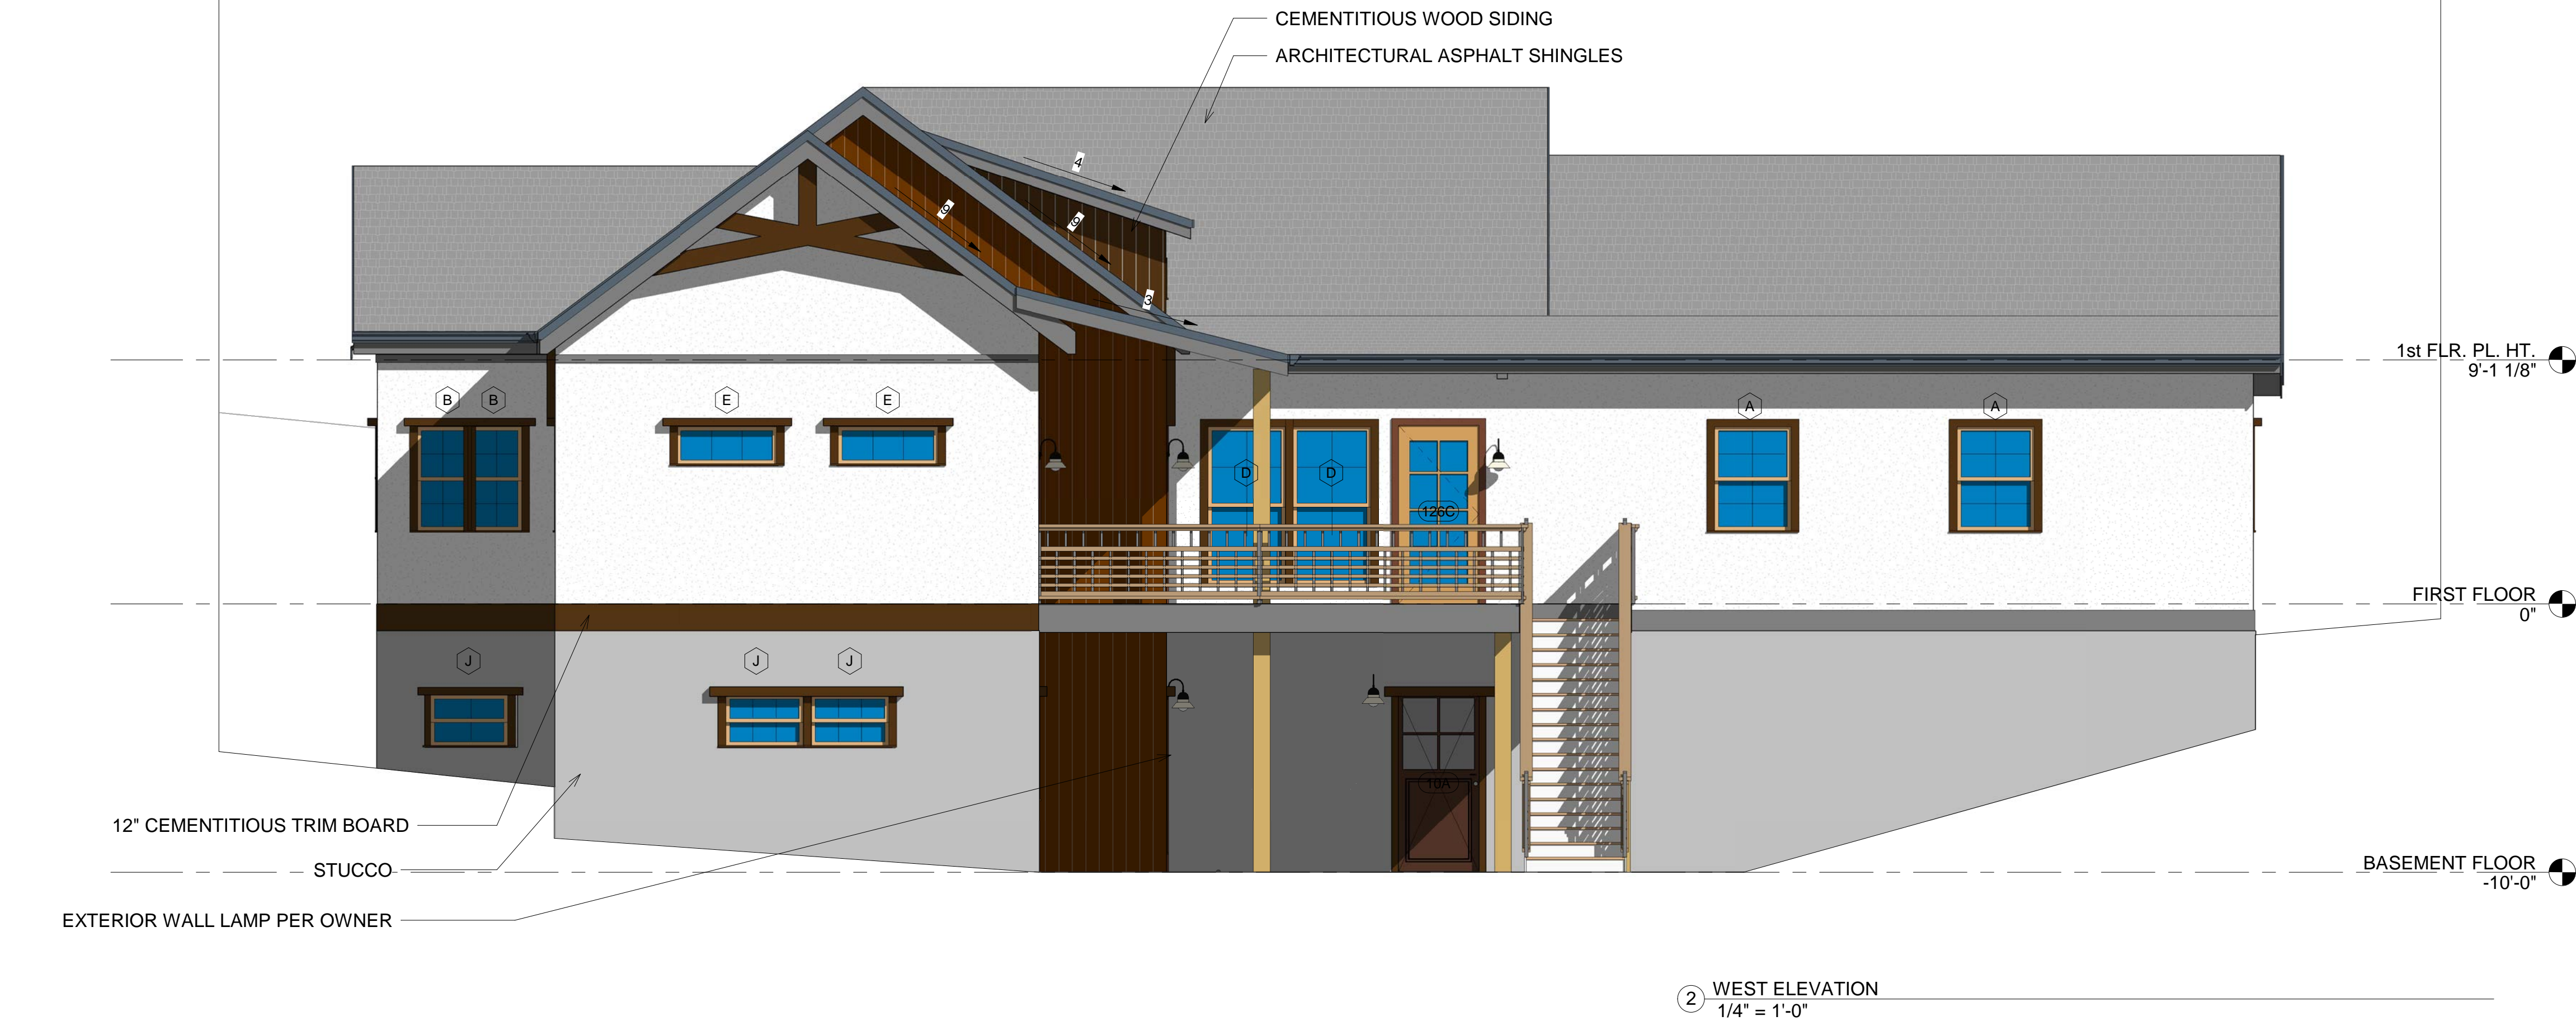 CEMENTITIOUS WOOD SIDING
ARCHITECTURAL ASPHALT SHINGLES
4
9
9
3
1st FLR. PL. HT.
9'-1 1/8"
B B E E A A
D D
126C
FIRST FLOOR
0"
J J J
10A
12" CEMENTITIOUS TRIM BOARD
STUCCO
BASEMENT FLOOR
-10'-0"
EXTERIOR WALL LAMP PER OWNER
2 WEST ELEVATION
1/4" = 1'-0"